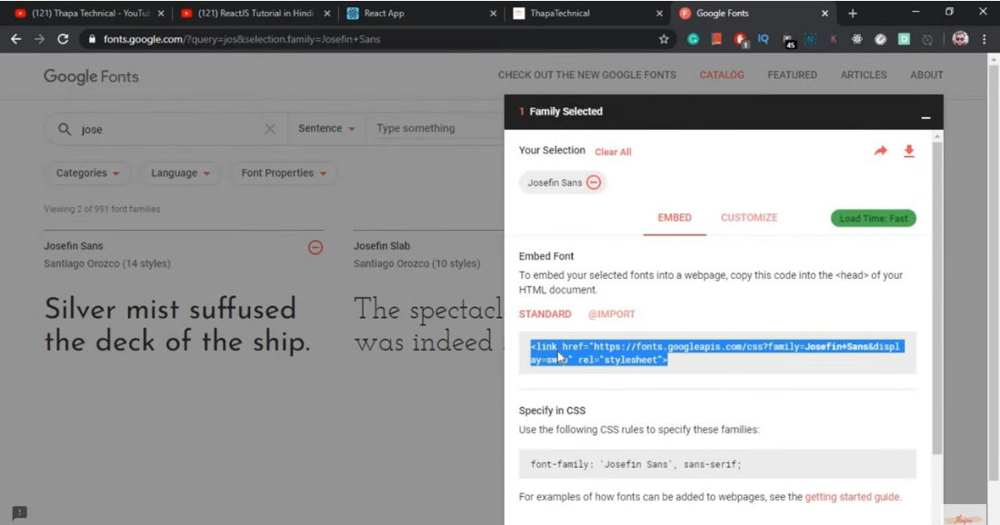 (121) Thapa Technical - YouTu
(121) ReactJS Tutorial in Hindi
React App
ThapaTechnical
Google Fonts
fonts.google.com/?query=jos&selection.family=Josefin+Sans
1
IQ
45
K
D
Google Fonts
CHECK OUT THE NEW GOOGLE FONTS
CATALOG
FEATURED
ARTICLES
ABOUT
jose
Sentence
Type something
Categories
Language
Font Properties
Viewing 2 of 991 font families
Josefin Sans
Santiago Orozco (14 styles)
Silver mist suffused
the deck of the ship.
Josefin Slab
Santiago Orozco (10 styles)
The spectacl
was indeed
1 Family Selected
Your Selection Clear All
Josefin Sans
EMBED
CUSTOMIZE
Load Time: Fast
Embed Font
To embed your selected fonts into a webpage, copy this code into the <head> of your
HTML document.
STANDARD
@IMPORT
<link href="https://fonts.googleapis.com/css?family=Josefin+Sans&displ
ay=swap" rel="stylesheet">
Specify in CSS
Use the following CSS rules to specify these families:
font-family: 'Josefin Sans', sans-serif;
For examples of how fonts can be added to webpages, see the getting started guide.
Thapa